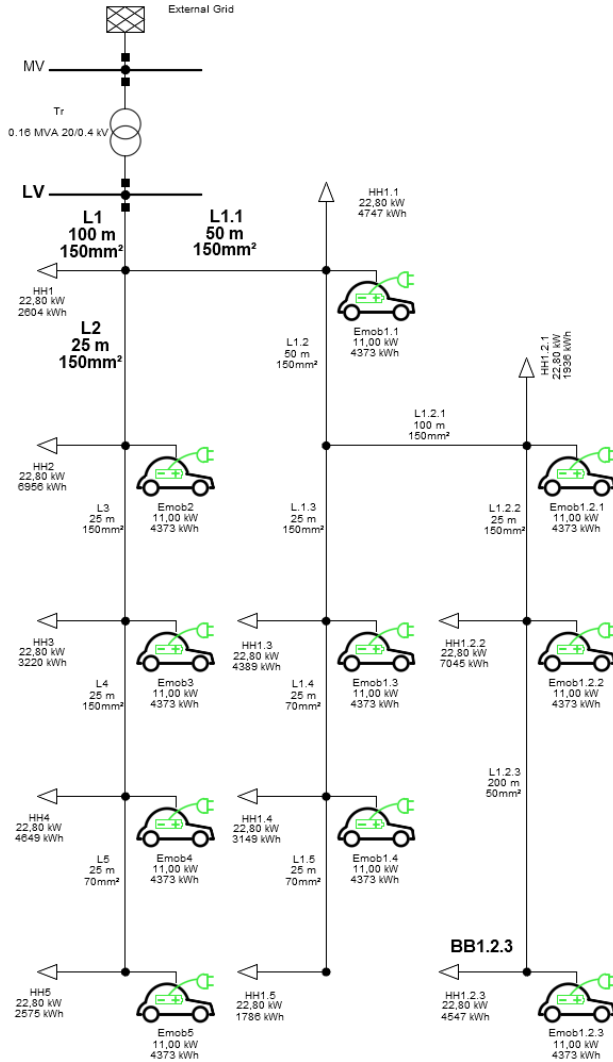 External Grid
MV
Tr
0.16 MVA 20/0.4 kV
LV
L1
100 m
150mm²
L1.1
50 m
150mm²
HH1.1
22,80 kW
4747 kWh
HH1
22,80 kW
2604 kWh
Emob1.1
11,00 kW
4373 kWh
L2
25 m
150mm²
L1.2
50 m
150mm²
HH1.2.1
22,80 kW
1936 kWh
L1.2.1
100 m
150mm²
HH2
22,80 kW
6956 kWh
Emob2
11,00 kW
4373 kWh
L3
25 m
150mm²
L.1.3
25 m
150mm²
L1.2.2
25 m
150mm²
Emob1.2.1
11,00 kW
4373 kWh
HH3
22,80 kW
3220 kWh
Emob3
11,00 kW
4373 kWh
HH1.3
22,80 kW
4389 kWh
Emob1.3
11,00 kW
4373 kWh
HH1.2.2
22,80 kW
7045 kWh
Emob1.2.2
11,00 kW
4373 kWh
L4
25 m
150mm²
L1.4
25 m
70mm²
L1.2.3
200 m
50mm²
HH4
22,80 kW
4649 kWh
Emob4
11,00 kW
4373 kWh
HH1.4
22,80 kW
3149 kWh
Emob1.4
11,00 kW
4373 kWh
L5
25 m
70mm²
L1.5
25 m
70mm²
BB1.2.3
HH5
22,80 kW
2575 kWh
Emob5
11,00 kW
4373 kWh
HH1.5
22,80 kW
1786 kWh
HH1.2.3
22,80 kW
4547 kWh
Emob1.2.3
11,00 kW
4373 kWh